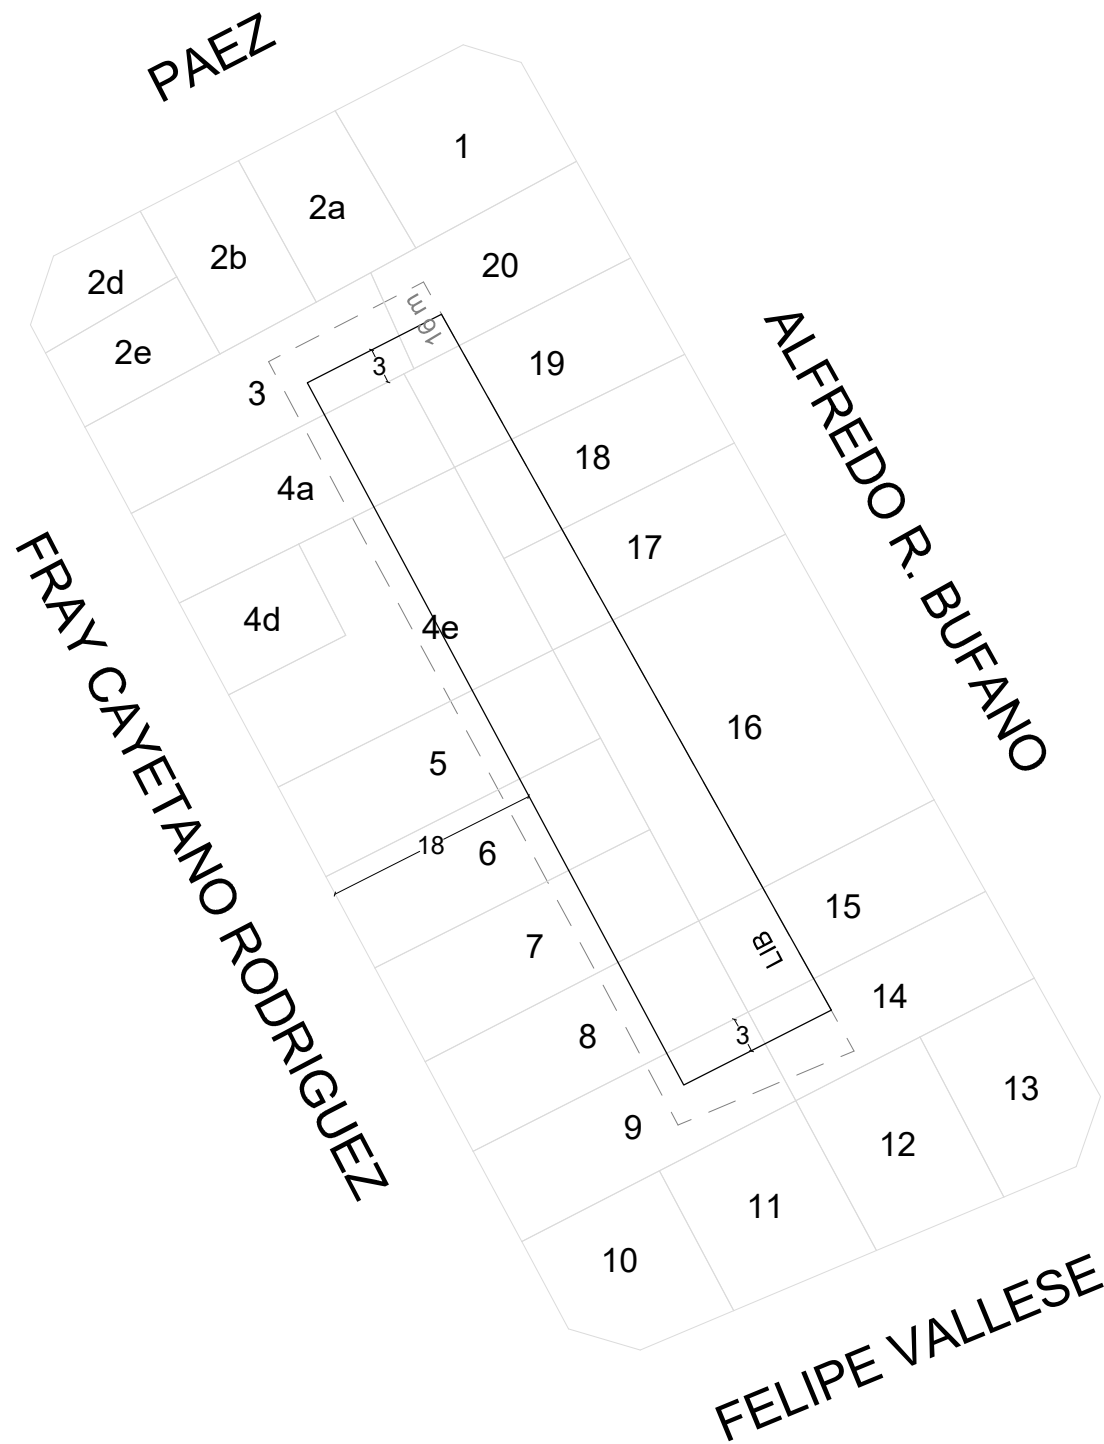 PAEZ
1
2a
2b
2d
2e
20
16 m
19
3
3
18
4a
17
4d
4e
ALFREDO R. BUFANO
FRAY CAYETANO RODRIGUEZ
16
5
18
6
15
7
LIB
14
8
3
9
13
12
11
10
FELIPE VALLESE